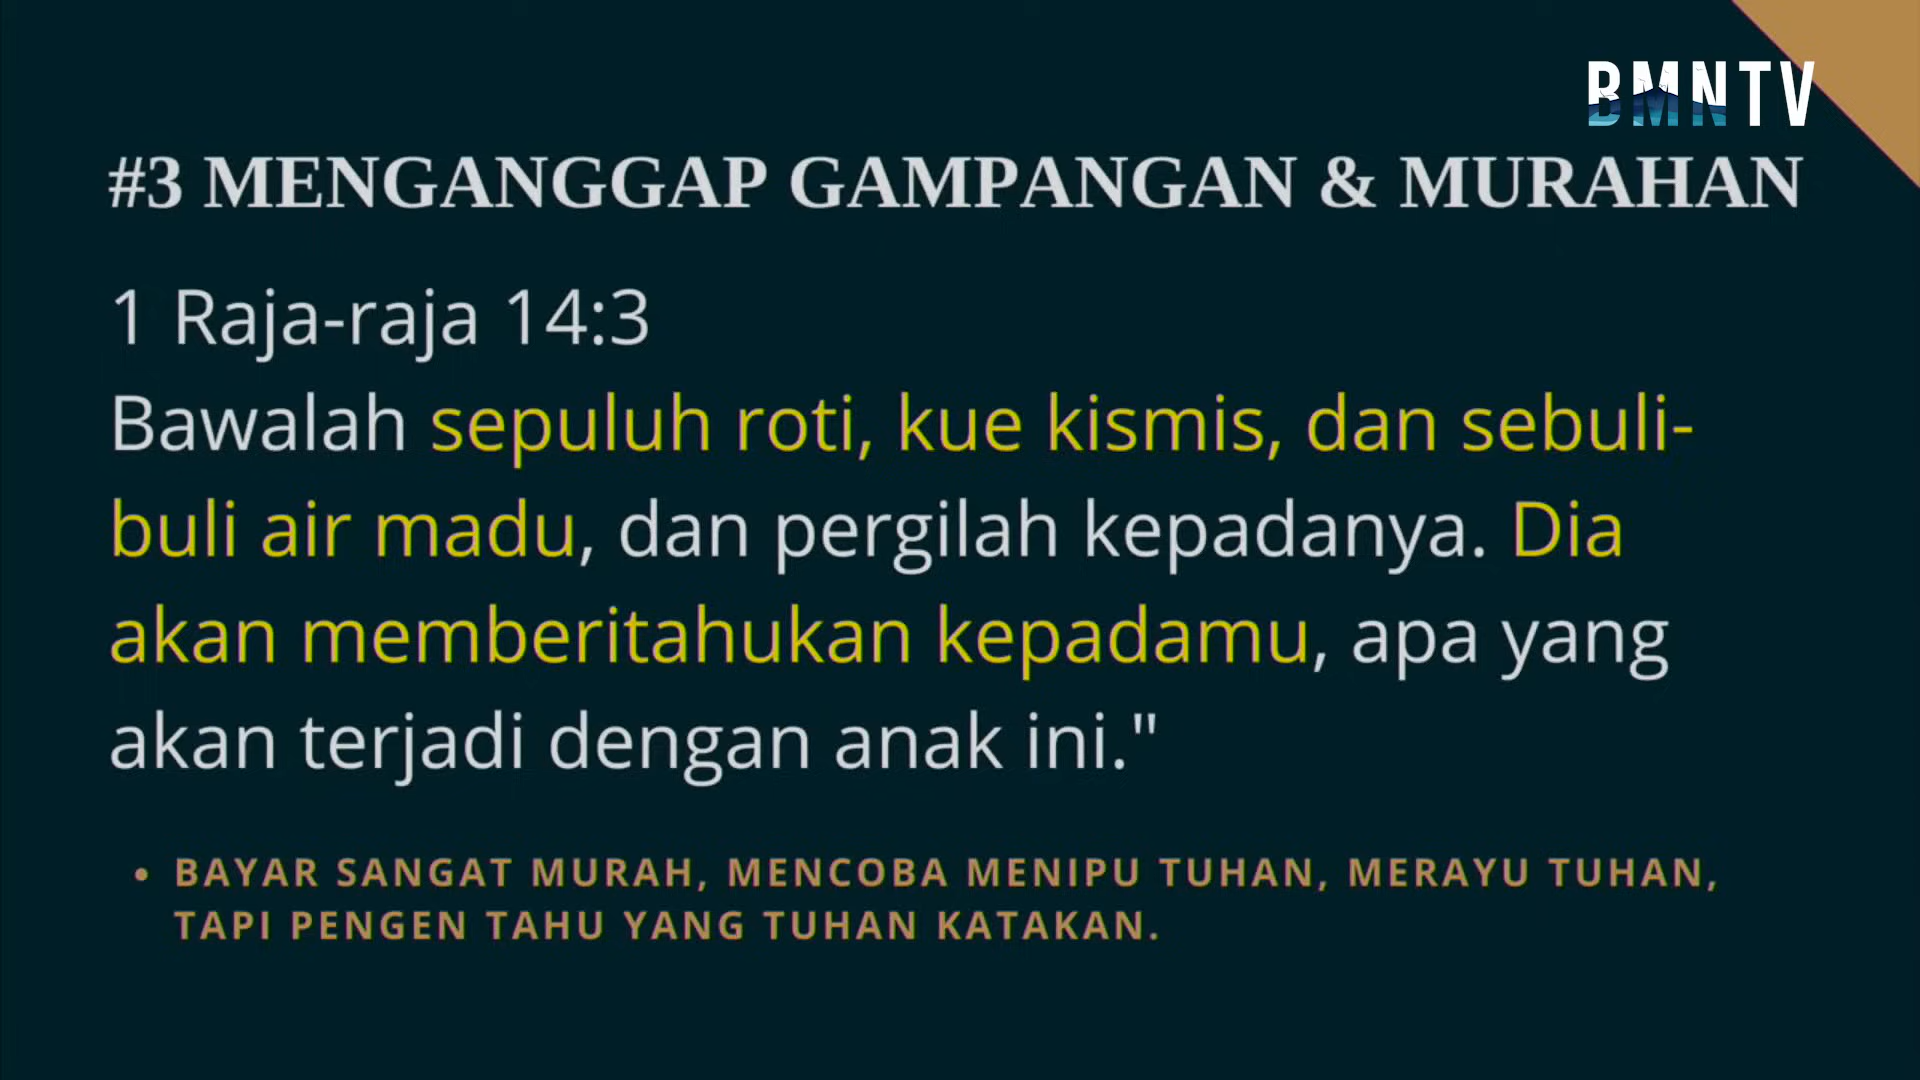 BMNTV
#3 MENGANGGAP GAMPANGAN & MURAHAN
1 Raja-raja 14:3
Bawalah sepuluh roti, kue kismis, dan sebuli-
buli air madu, dan pergilah kepadanya. Dia
akan memberitahukan kepadamu, apa yang
akan terjadi dengan anak ini."
• BAYAR SANGAT MURAH, MENCOBA MENIPU TUHAN, MERAYU TUHAN,
TAPI PENGEN TAHU YANG TUHAN KATAKAN.